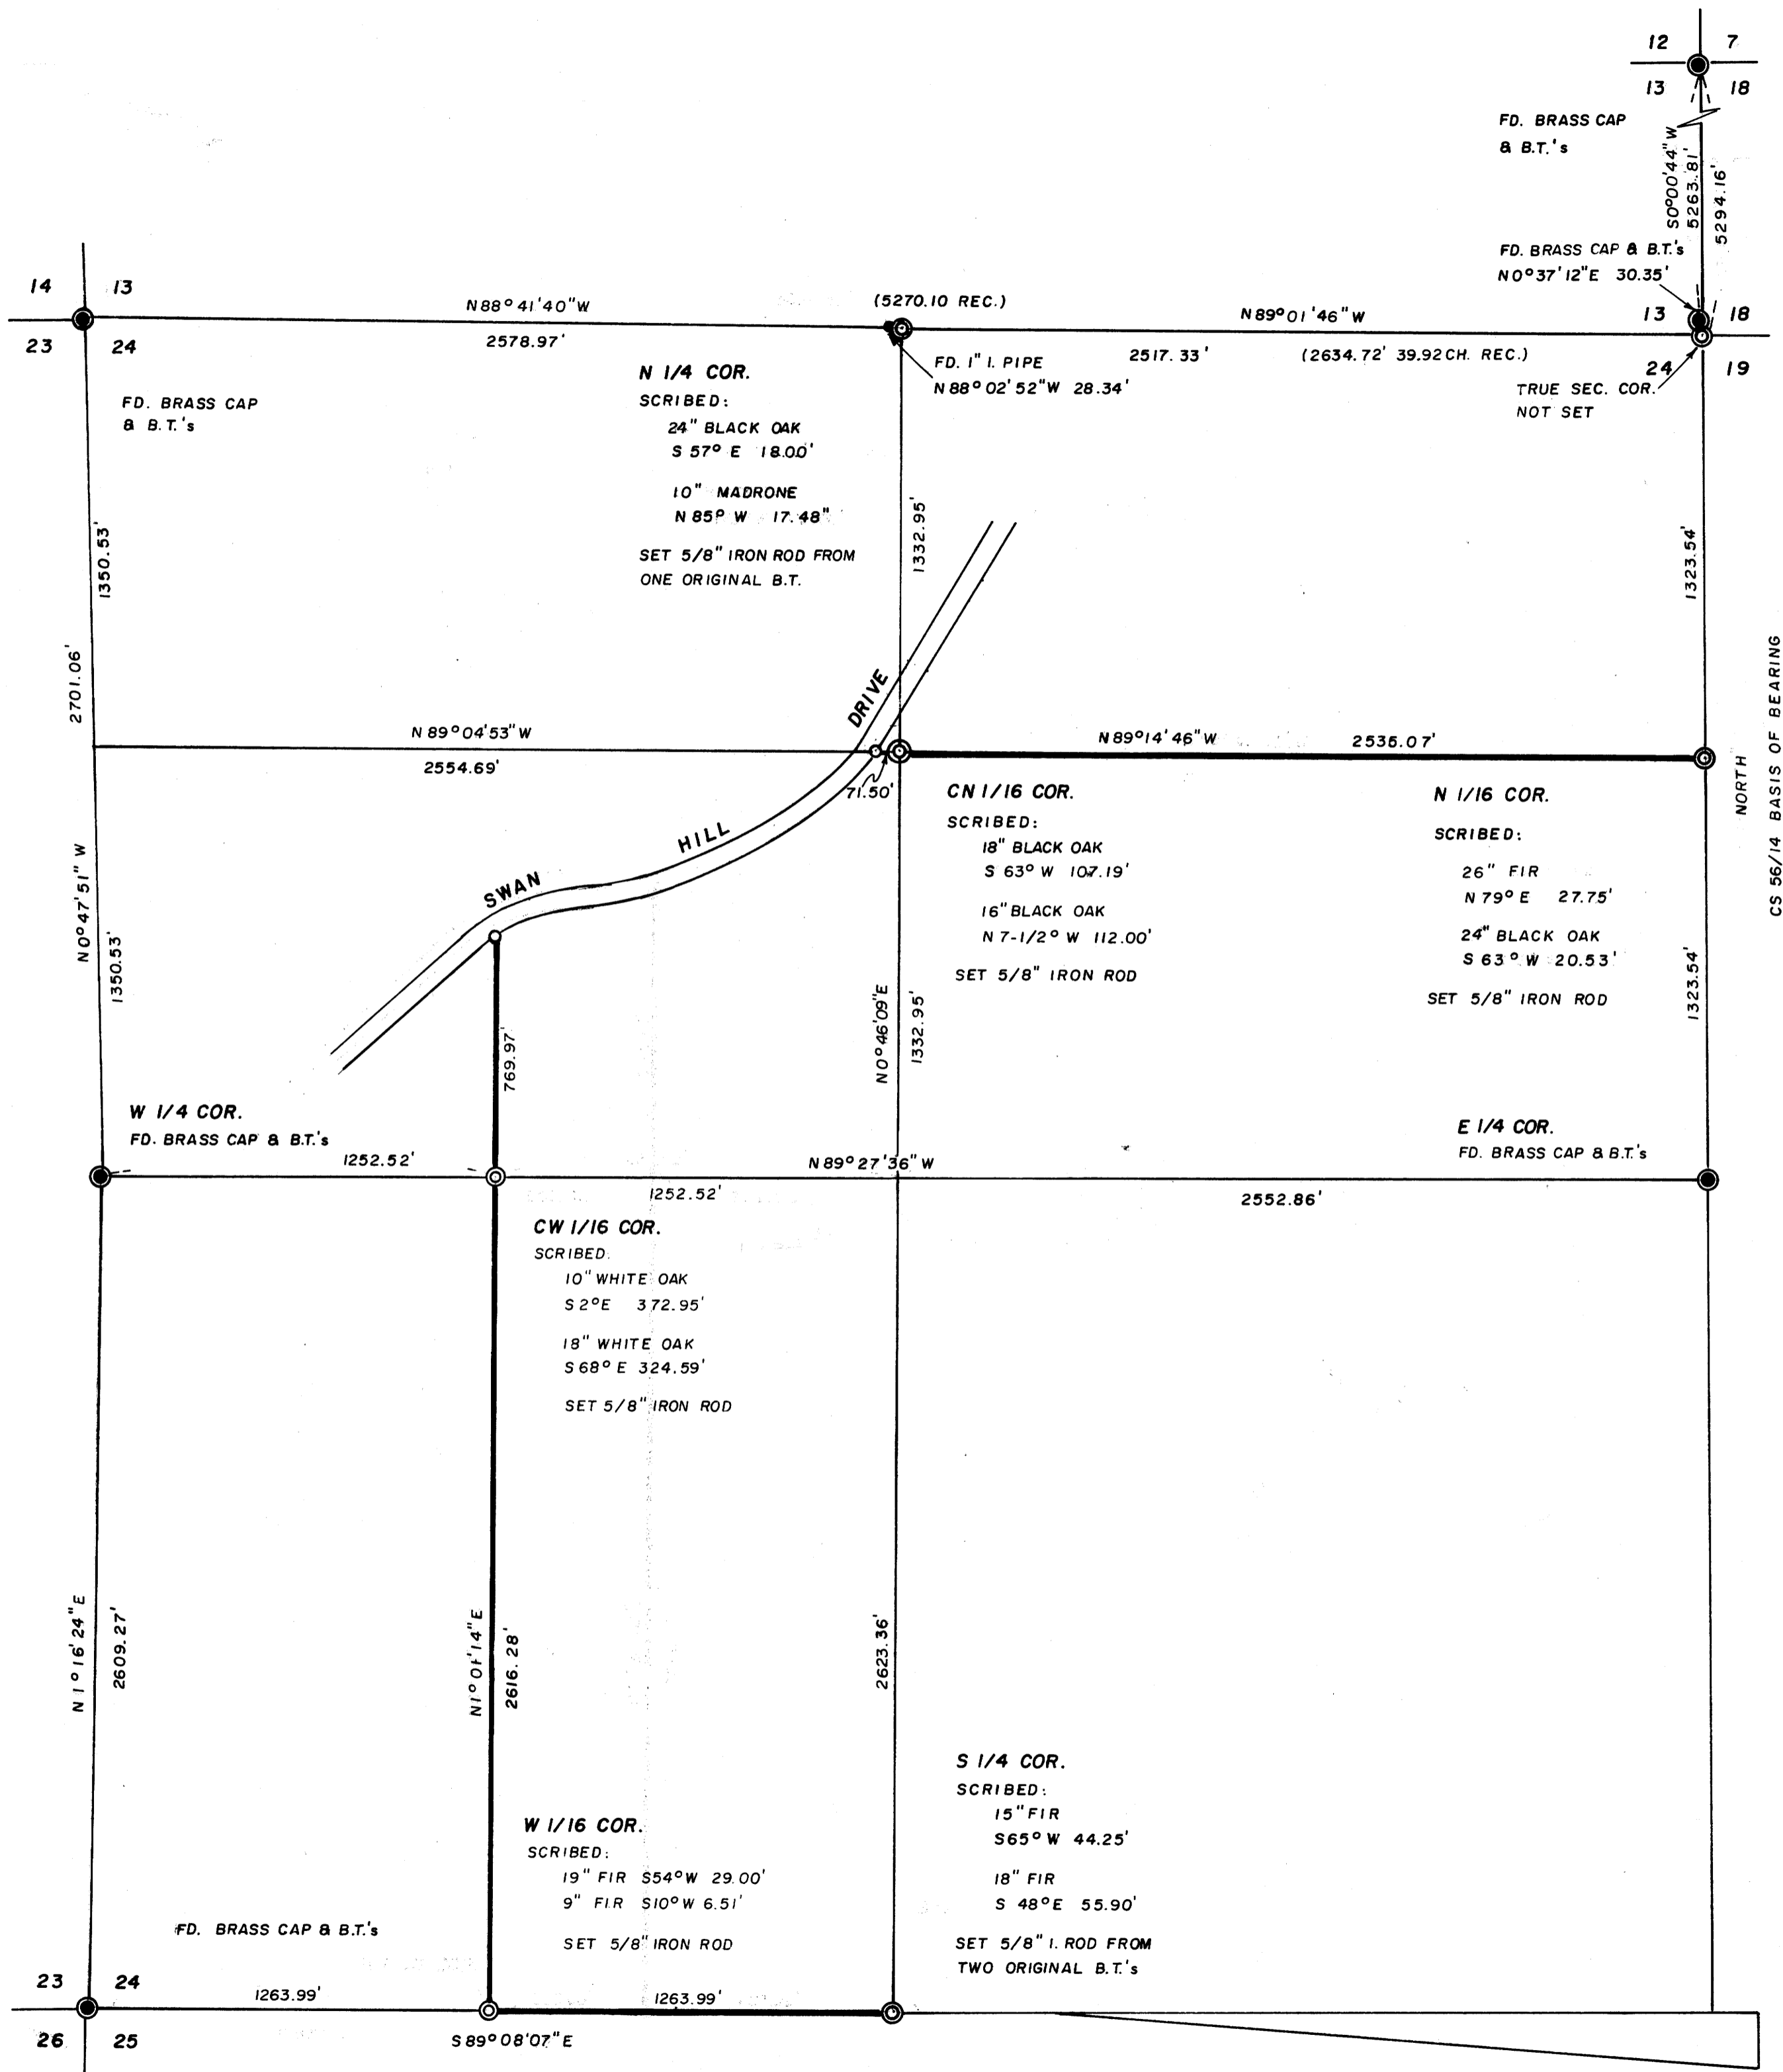 12 7
13 18
FD. BRASS CAP
& B.T.'s
S0°00'44"W
5263.81'
5294.16'
FD. BRASS CAP & B.T.'s
N0°37'12"E 30.35'
13 18
24 19
TRUE SEC. COR.
NOT SET
14 13
23 24
N88°41'40"W
2578.97'
(5270.10 REC.)
N89°01'46"W
2517.33'
(2634.72' 39.92CH. REC.)
FD. 1" I. PIPE
N88°02'52"W 28.34'
FD. BRASS CAP
& B.T.'s
N 1/4 COR.
SCRIBED:
24" BLACK OAK
S 57° E 18.00'
10" MADRONE
N 85° W 17.48"
SET 5/8" IRON ROD FROM
ONE ORIGINAL B.T.
1350.53'
1332.95'
1323.54'
2701.06'
N0°47'51" W
1350.53'
N 89°04'53" W
2554.69'
SWAN HILL DRIVE
71.50'
N89°14'46"W
2535.07'
NORTH
CS 56/14 BASIS OF BEARING
CN 1/16 COR.
SCRIBED:
18" BLACK OAK
S 63° W 107.19'
16" BLACK OAK
N 7-1/2° W 112.00'
SET 5/8" IRON ROD
N 1/16 COR.
SCRIBED:
26" FIR
N 79° E 27.75'
24" BLACK OAK
S 63° W 20.53'
SET 5/8" IRON ROD
769.97'
N0°46'09"E
1332.95'
1323.54'
W 1/4 COR.
FD. BRASS CAP & B.T.'s
1252.52'
N89°27'36"W
1252.52'
2552.86'
E 1/4 COR.
FD. BRASS CAP & B.T.'s
CW 1/16 COR.
SCRIBED:
10" WHITE OAK
S 2°E 372.95'
18" WHITE OAK
S 68° E 324.59'
SET 5/8" IRON ROD
N1°16'24"E
2609.27'
N1°01'14"E
2616.28'
2623.36'
W 1/16 COR.
SCRIBED:
19" FIR S54°W 29.00'
9" FIR S10°W 6.51'
SET 5/8" IRON ROD
S 1/4 COR.
SCRIBED:
15" FIR
S65°W 44.25'
18" FIR
S 48°E 55.90'
SET 5/8" I. ROD FROM
TWO ORIGINAL B.T.'s
FD. BRASS CAP & B.T.'s
23 24
26 25
1263.99'
1263.99'
S89°08'07"E